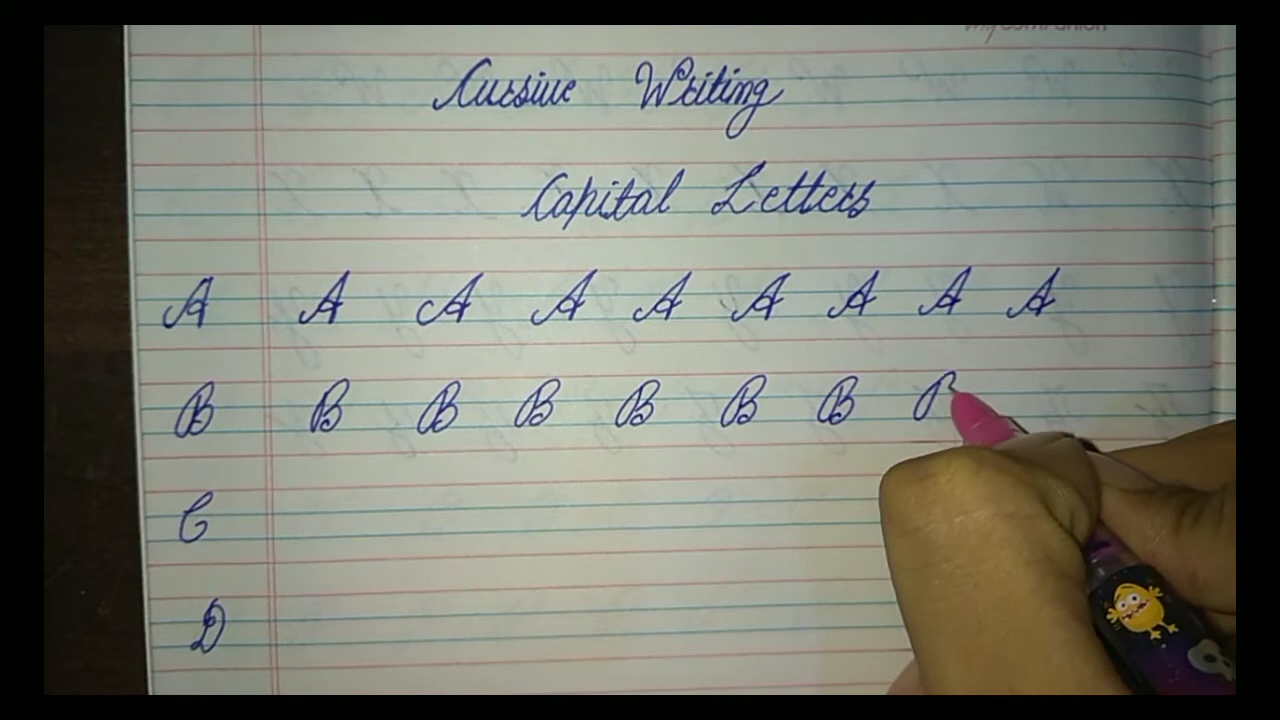 Cursive Writing
Capital Letters
A A A A A A A A A
B B B B B B B
C
D